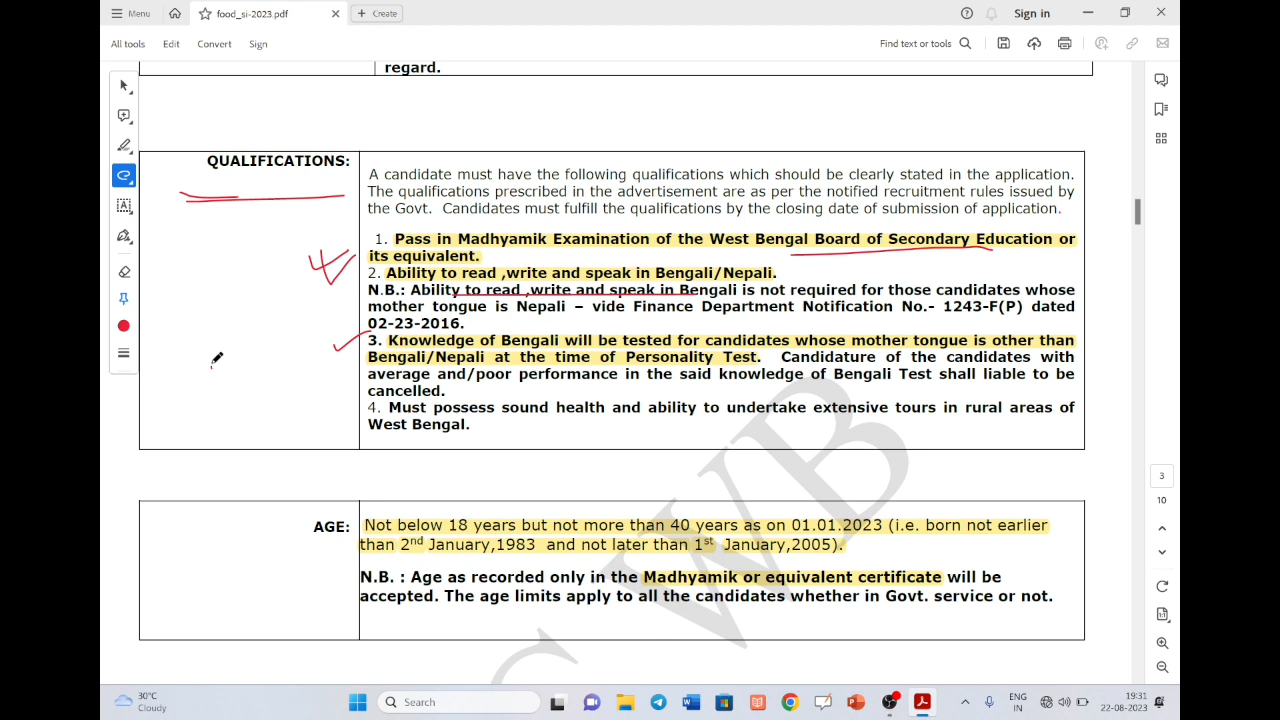 Menu
food_si-2023.pdf
Create
Sign in
All tools Edit Convert Sign
Find text or tools
regard.
QUALIFICATIONS:
A candidate must have the following qualifications which should be clearly stated in the application.
The qualifications prescribed in the advertisement are as per the notified recruitment rules issued by
the Govt. Candidates must fulfill the qualifications by the closing date of submission of application.
1. Pass in Madhyamik Examination of the West Bengal Board of Secondary Education or
its equivalent.
2. Ability to read ,write and speak in Bengali/Nepali.
N.B.: Ability to read ,write and speak in Bengali is not required for those candidates whose
mother tongue is Nepali – vide Finance Department Notification No.- 1243-F(P) dated
02-23-2016.
3. Knowledge of Bengali will be tested for candidates whose mother tongue is other than
Bengali/Nepali at the time of Personality Test. Candidature of the candidates with
average and/poor performance in the said knowledge of Bengali Test shall liable to be
cancelled.
4. Must possess sound health and ability to undertake extensive tours in rural areas of
West Bengal.
AGE:
Not below 18 years but not more than 40 years as on 01.01.2023 (i.e. born not earlier
than 2nd January,1983 and not later than 1st January,2005).
N.B. : Age as recorded only in the Madhyamik or equivalent certificate will be
accepted. The age limits apply to all the candidates whether in Govt. service or not.
C WB
3
10
30°C
Cloudy
Search
ENG
IN
19:31
22-08-2023